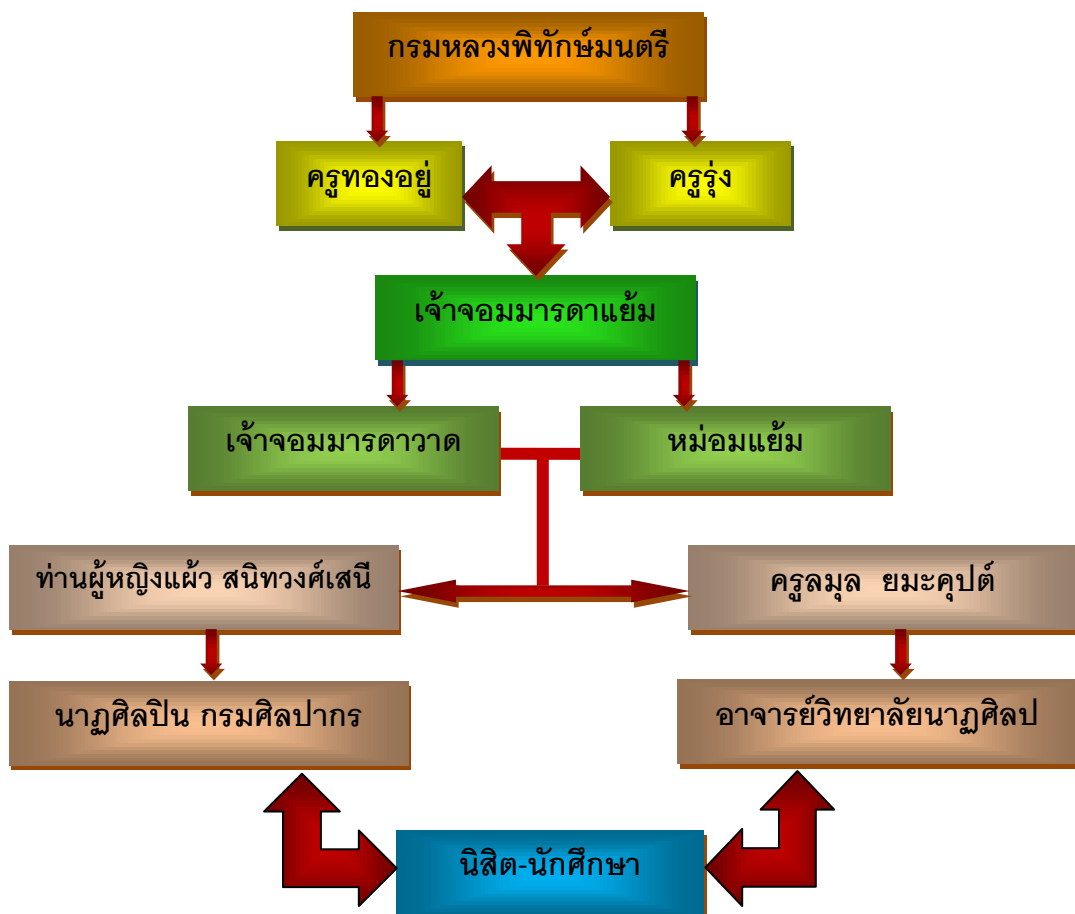 กรมหลวงพิทักษ์มนตรี
ครูทองอยู่
ครูรุ่ง
เจ้าจอมมารดาแย้ม
เจ้าจอมมารดาวาด
หม่อมแย้ม
ท่านผู้หญิงแผ้ว สนิทวงศ์เสนี
ครูลมุล ยมะคุปต์
นาฏศิลปิน กรมศิลปากร
อาจารย์วิทยาลัยนาฏศิลป
นิสิต-นักศึกษา